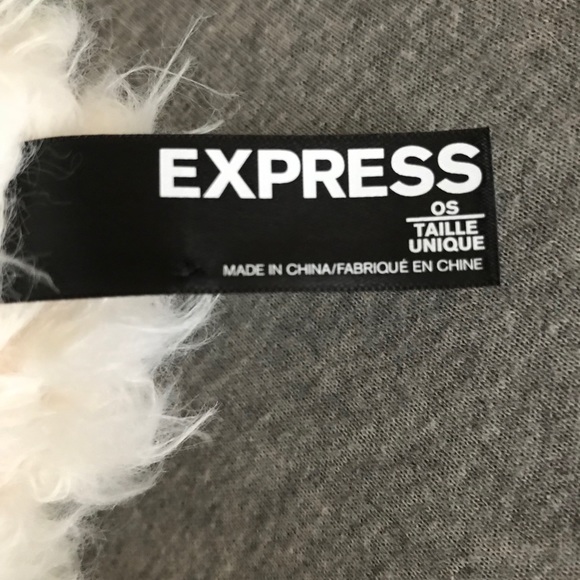 EXPRESS
OS
TAILLE
UNIQUE
MADE IN CHINA/FABRIQUÉ EN CHINE